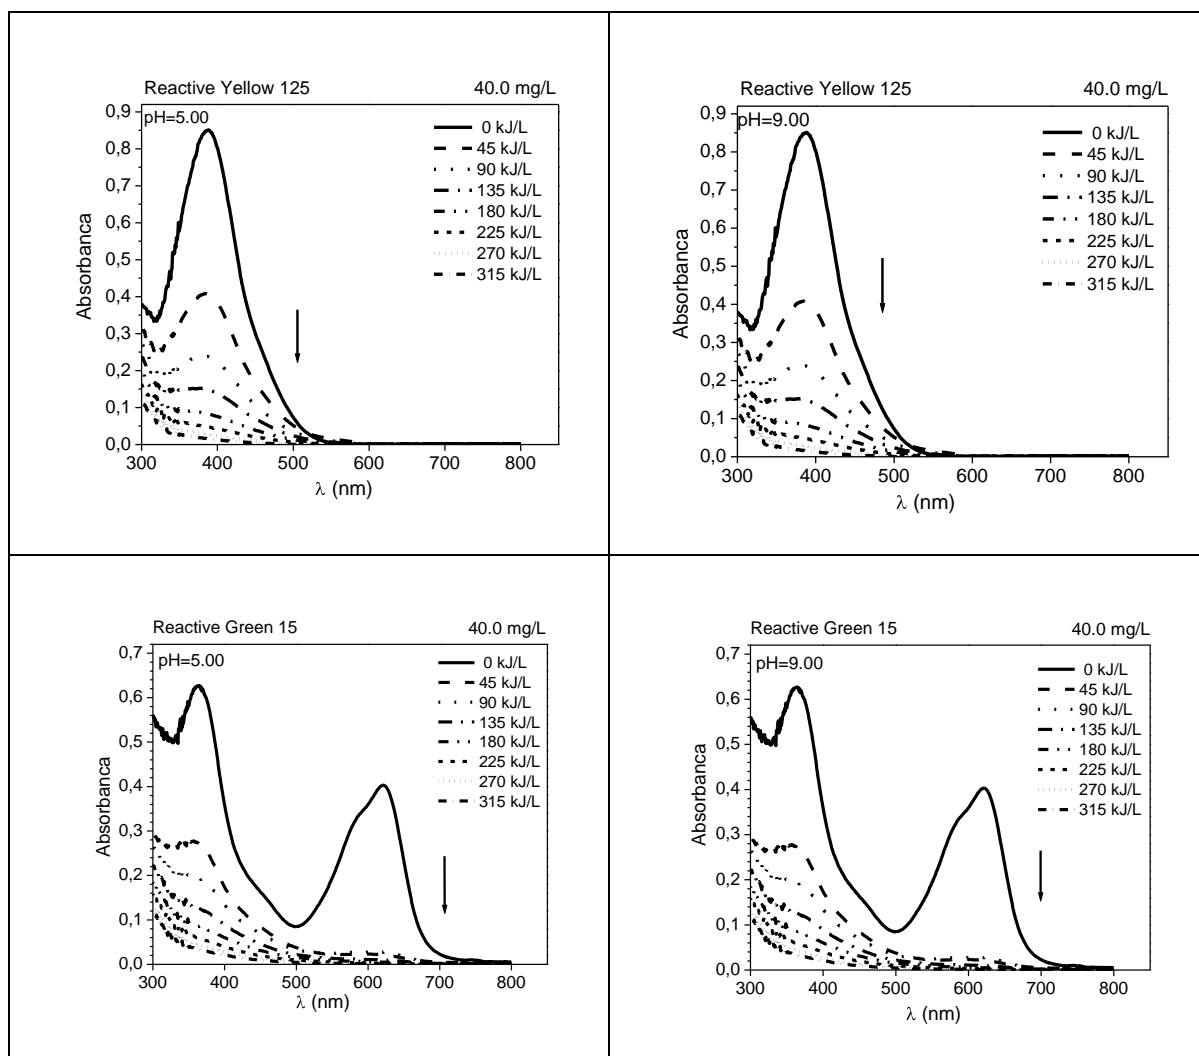 Reactive Yellow 125 40.0 mg/L
pH=5.00
0,9
0,8
0,7
0,6
0,5
0,4
0,3
0,2
0,1
0,0
Absorbanca
0 kJ/L
45 kJ/L
90 kJ/L
135 kJ/L
180 kJ/L
225 kJ/L
270 kJ/L
315 kJ/L
300 400 500 600 700 800
λ (nm)
Reactive Yellow 125 40.0 mg/L
pH=9.00
0,9
0,8
0,7
0,6
0,5
0,4
0,3
0,2
0,1
0,0
Absorbanca
0 kJ/L
45 kJ/L
90 kJ/L
135 kJ/L
180 kJ/L
225 kJ/L
270 kJ/L
315 kJ/L
300 400 500 600 700 800
λ (nm)
Reactive Green 15 40.0 mg/L
pH=5.00
0,7
0,6
0,5
0,4
0,3
0,2
0,1
0,0
Absorbanca
0 kJ/L
45 kJ/L
90 kJ/L
135 kJ/L
180 kJ/L
225 kJ/L
270 kJ/L
315 kJ/L
300 400 500 600 700 800
λ (nm)
Reactive Green 15 40.0 mg/L
pH=9.00
0,7
0,6
0,5
0,4
0,3
0,2
0,1
0,0
Absorbanca
0 kJ/L
45 kJ/L
90 kJ/L
135 kJ/L
180 kJ/L
225 kJ/L
270 kJ/L
315 kJ/L
300 400 500 600 700 800
λ (nm)